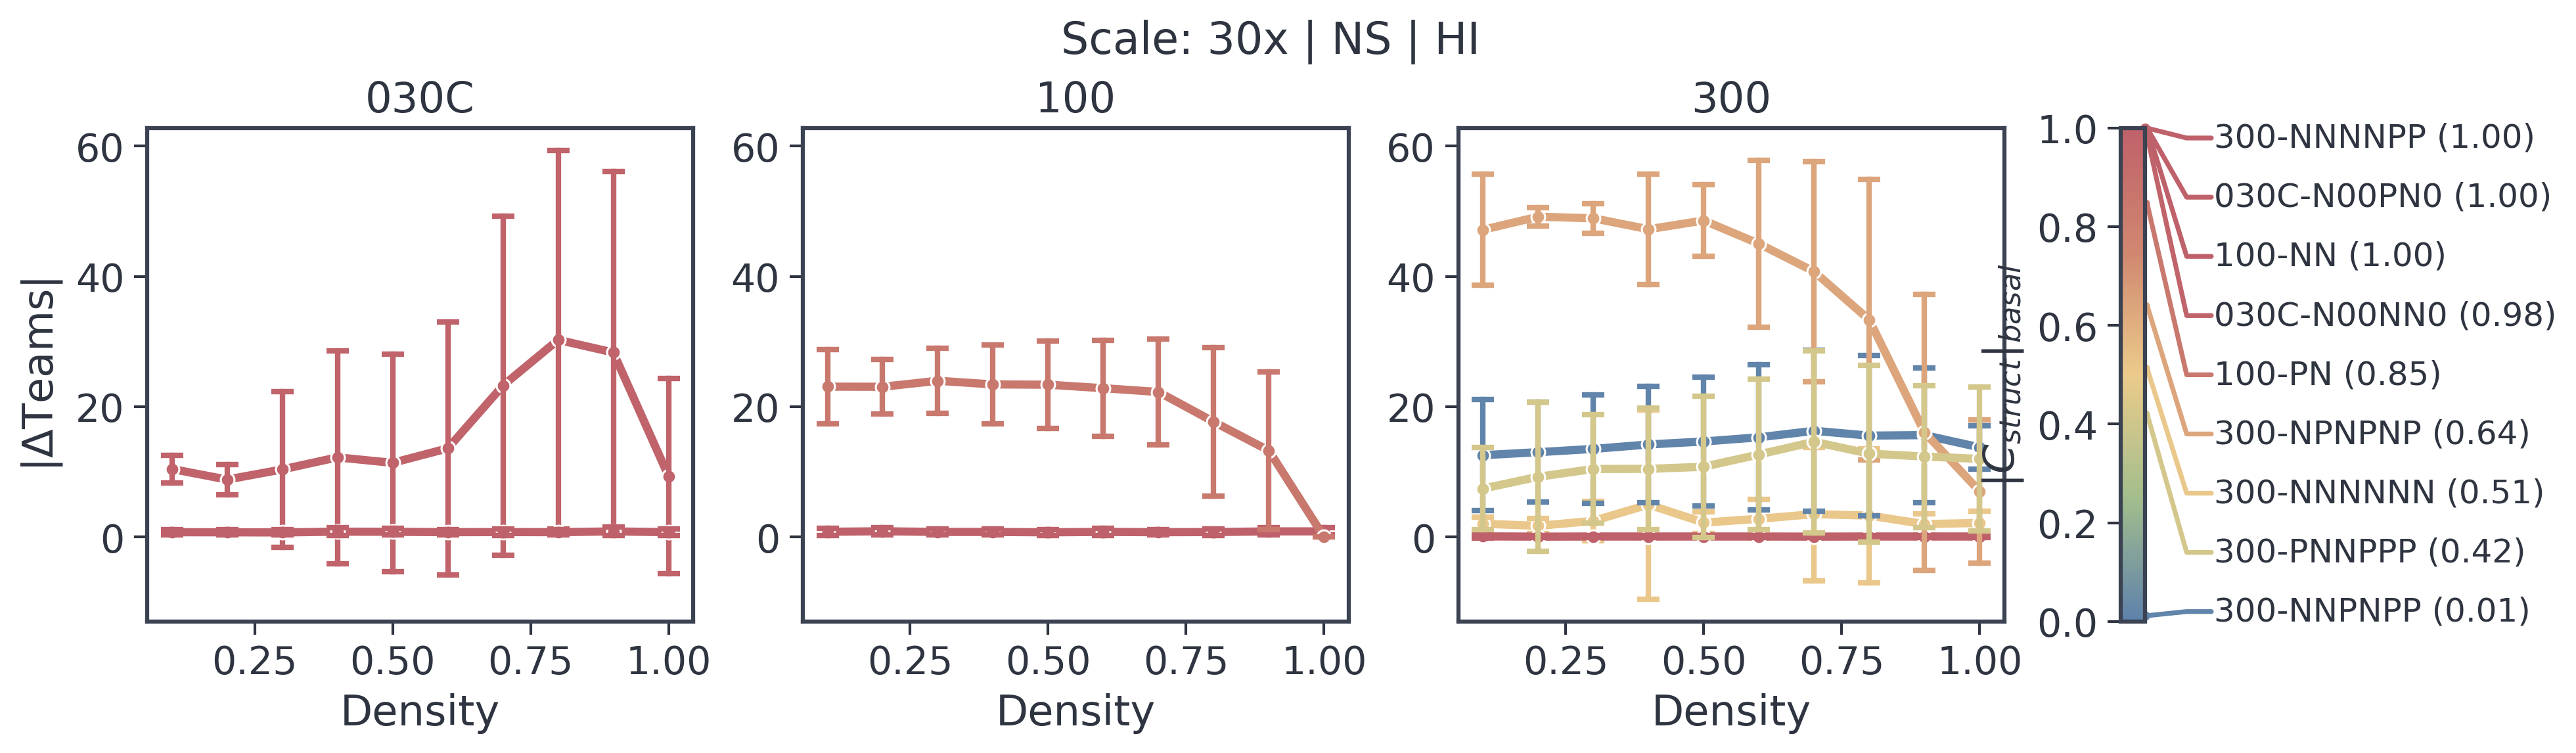 Scale: 30x | NS | HI
030C
100
300
|ΔTeams|
60
40
20
0
0.25 0.50 0.75 1.00
Density
60
40
20
0
0.25 0.50 0.75 1.00
Density
60
40
20
0
0.25 0.50 0.75 1.00
Density
|C_struct|_basal
1.0
0.8
0.6
0.4
0.2
0.0
300-NNNNPP (1.00)
030C-N00PN0 (1.00)
100-NN (1.00)
030C-N00NN0 (0.98)
100-PN (0.85)
300-NPNPNP (0.64)
300-NNNNNN (0.51)
300-PNNPPP (0.42)
300-NNPNPP (0.01)